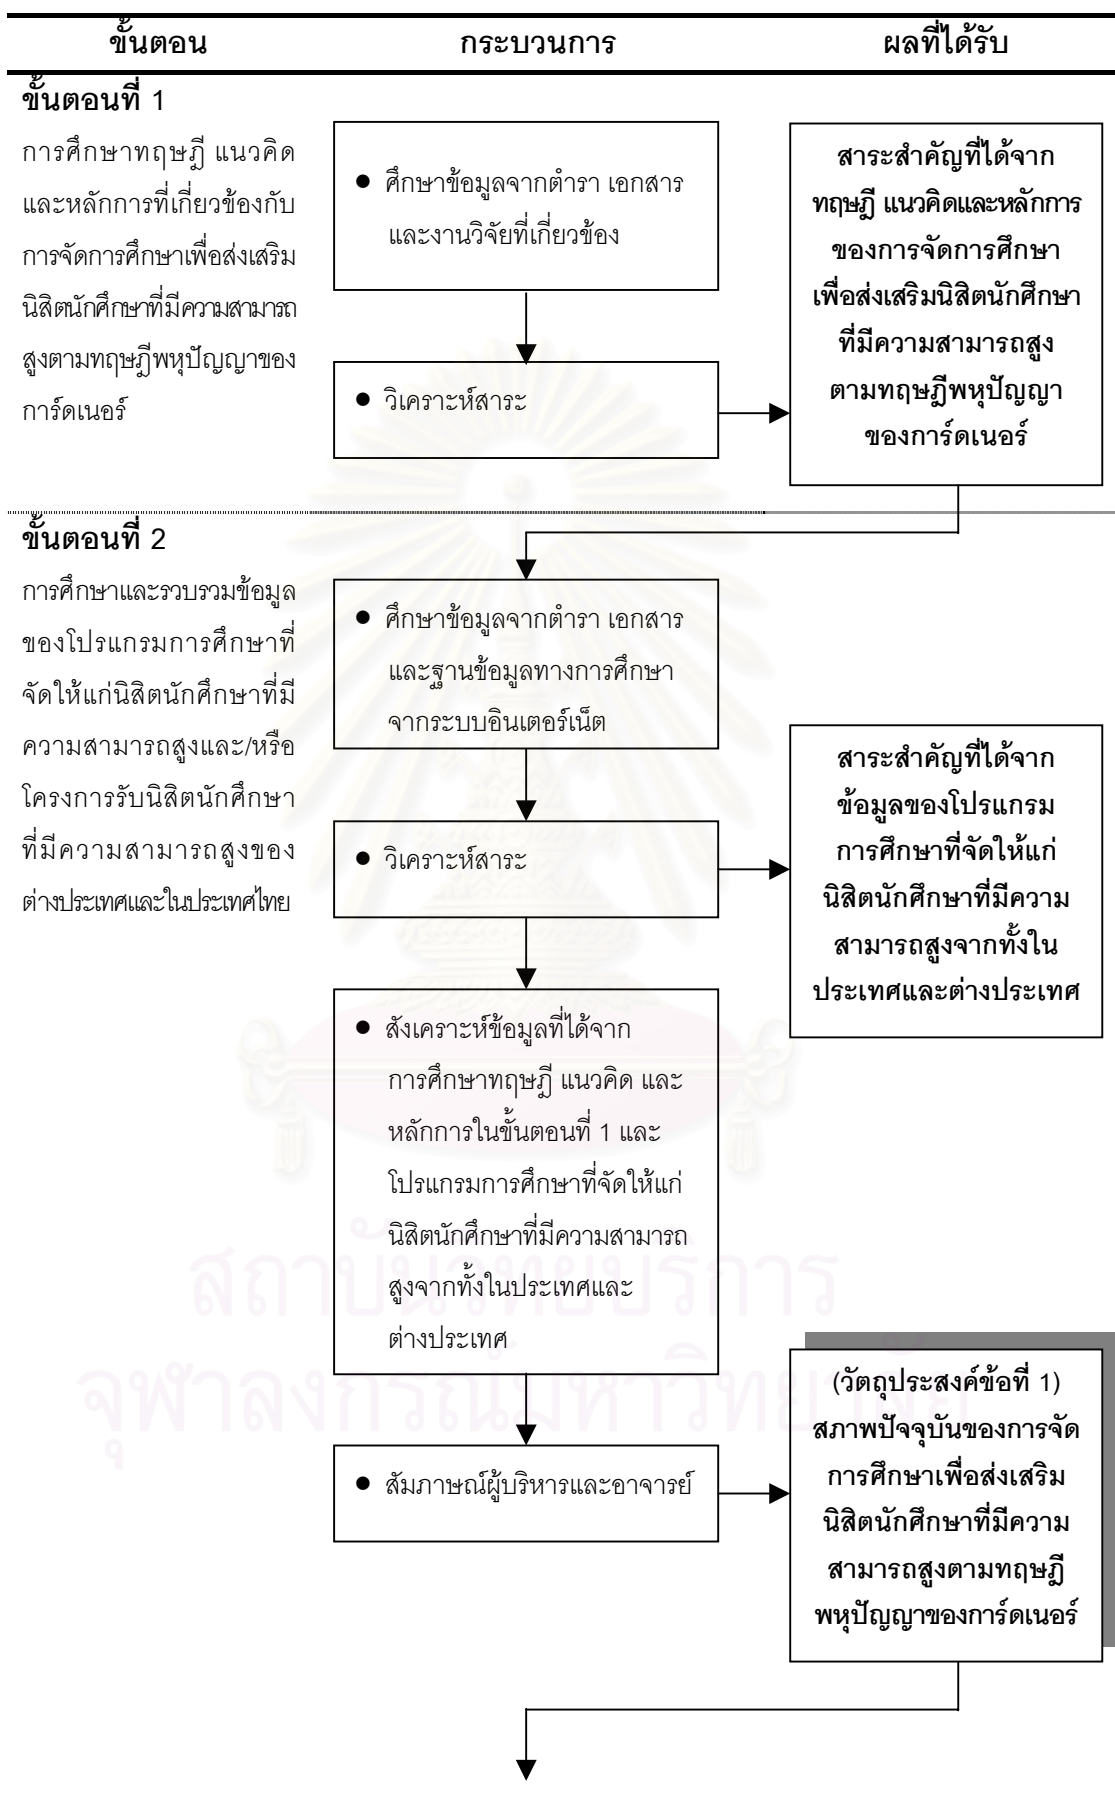 ขั้นตอน กระบวนการ ผลที่ได้รับ
ขั้นตอนที่ 1
การศึกษาทฤษฎี แนวคิด
และหลักการที่เกี่ยวข้องกับ
การจัดการศึกษาเพื่อส่งเสริม
นิสิตนักศึกษาที่มีความสามารถ
สูงตามทฤษฎีพหุปัญญาของ
การ์ดเนอร์
● ศึกษาข้อมูลจากตำรา เอกสาร
และงานวิจัยที่เกี่ยวข้อง
● วิเคราะห์สาระ
สาระสำคัญที่ได้จาก
ทฤษฎี แนวคิดและหลักการ
ของการจัดการศึกษา
เพื่อส่งเสริมนิสิตนักศึกษา
ที่มีความสามารถสูง
ตามทฤษฎีพหุปัญญา
ของการ์ดเนอร์
ขั้นตอนที่ 2
การศึกษาและรวบรวมข้อมูล
ของโปรแกรมการศึกษาที่
จัดให้แก่นิสิตนักศึกษาที่มี
ความสามารถสูงและ/หรือ
โครงการรับนิสิตนักศึกษา
ที่มีความสามารถสูงของ
ต่างประเทศและในประเทศไทย
● ศึกษาข้อมูลจากตำรา เอกสาร
และฐานข้อมูลทางการศึกษา
จากระบบอินเตอร์เน็ต
● วิเคราะห์สาระ
สาระสำคัญที่ได้จาก
ข้อมูลของโปรแกรม
การศึกษาที่จัดให้แก่
นิสิตนักศึกษาที่มีความ
สามารถสูงจากทั้งใน
ประเทศและต่างประเทศ
● สังเคราะห์ข้อมูลที่ได้จาก
การศึกษาทฤษฎี แนวคิด และ
หลักการในขั้นตอนที่ 1 และ
โปรแกรมการศึกษาที่จัดให้แก่
นิสิตนักศึกษาที่มีความสามารถ
สูงจากทั้งในประเทศและ
ต่างประเทศ
● สัมภาษณ์ผู้บริหารและอาจารย์
(วัตถุประสงค์ข้อที่ 1)
สภาพปัจจุบันของการจัด
การศึกษาเพื่อส่งเสริม
นิสิตนักศึกษาที่มีความ
สามารถสูงตามทฤษฎี
พหุปัญญาของการ์ดเนอร์
สถาบันวิทยบริการ
จุฬาลงกรณ์มหาวิทยาลัย